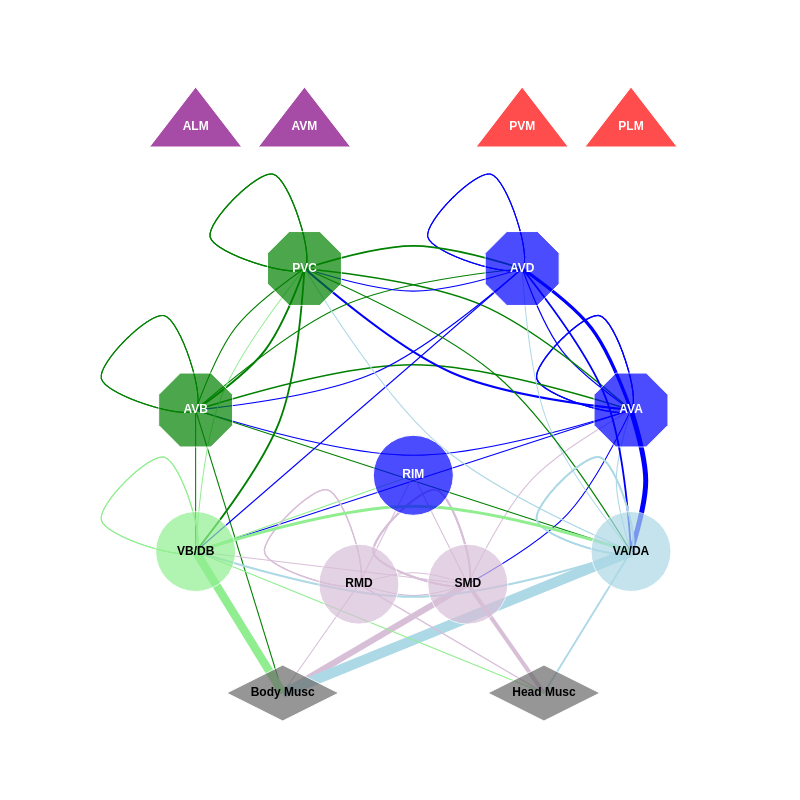 ALM
AVM
PVM
PLM
PVC
AVD
AVB
AVA
RIM
VB/DB
VA/DA
RMD
SMD
Body Musc
Head Musc